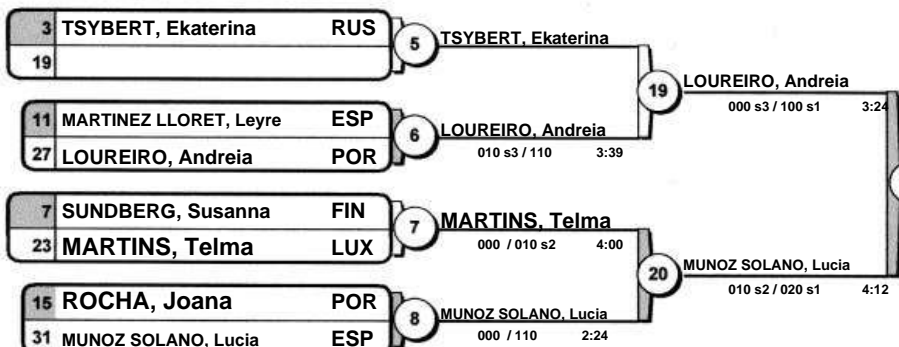 3 TSYBERT, Ekaterina RUS
19
5
TSYBERT, Ekaterina
11 MARTINEZ LLORET, Leyre ESP
27 LOUREIRO, Andreia POR
6
LOUREIRO, Andreia
010 s3 / 110 3:39
19
LOUREIRO, Andreia
000 s3 / 100 s1 3:24
7 SUNDBERG, Susanna FIN
23 MARTINS, Telma LUX
7
MARTINS, Telma
000 / 010 s2 4:00
15 ROCHA, Joana POR
31 MUNOZ SOLANO, Lucia ESP
8
MUNOZ SOLANO, Lucia
000 / 110 2:24
20
MUNOZ SOLANO, Lucia
010 s2 / 020 s1 4:12